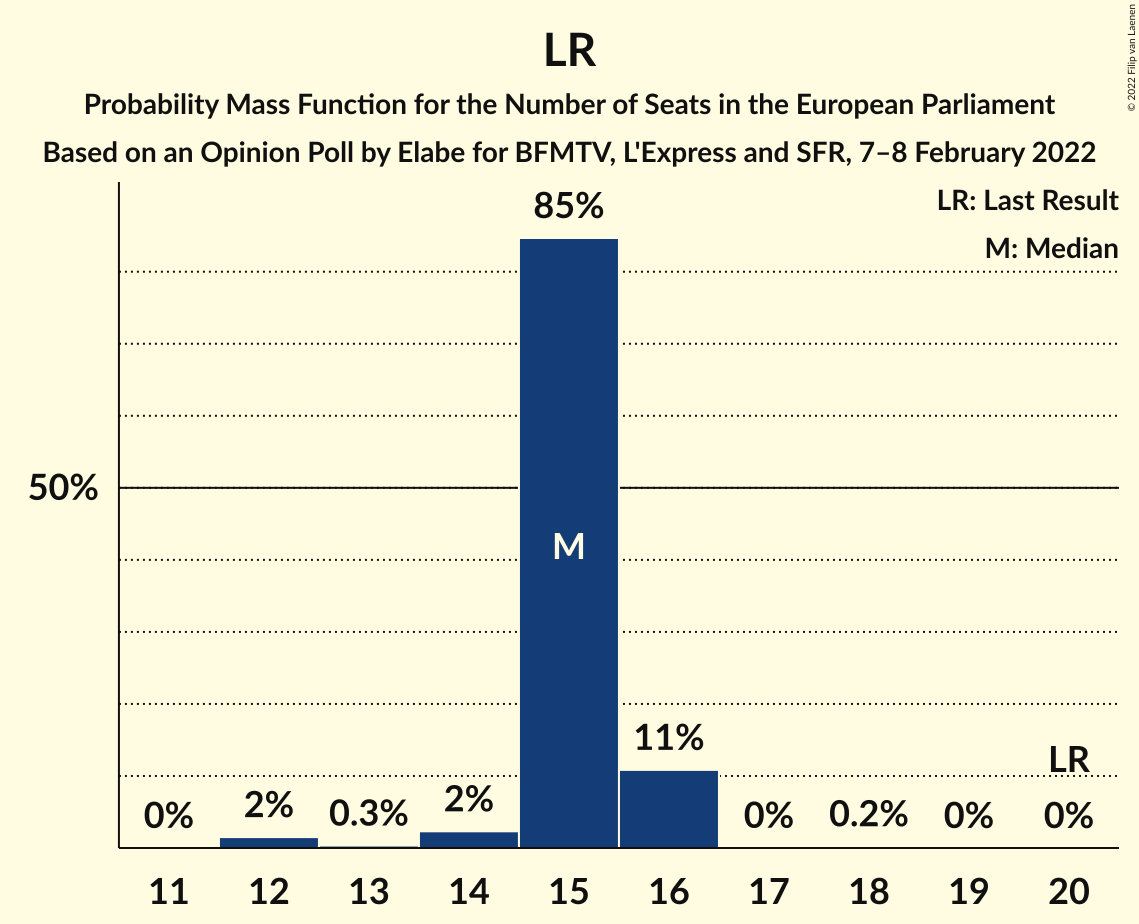 LR
Probability Mass Function for the Number of Seats in the European Parliament
Based on an Opinion Poll by Elabe for BFMTV, L'Express and SFR, 7–8 February 2022
© 2022 Filip van Laenen
LR: Last Result
M: Median
85%
50%
M
11%
LR
0%
2%
0.3%
2%
0%
0.2%
0%
0%
11 12 13 14 15 16 17 18 19 20